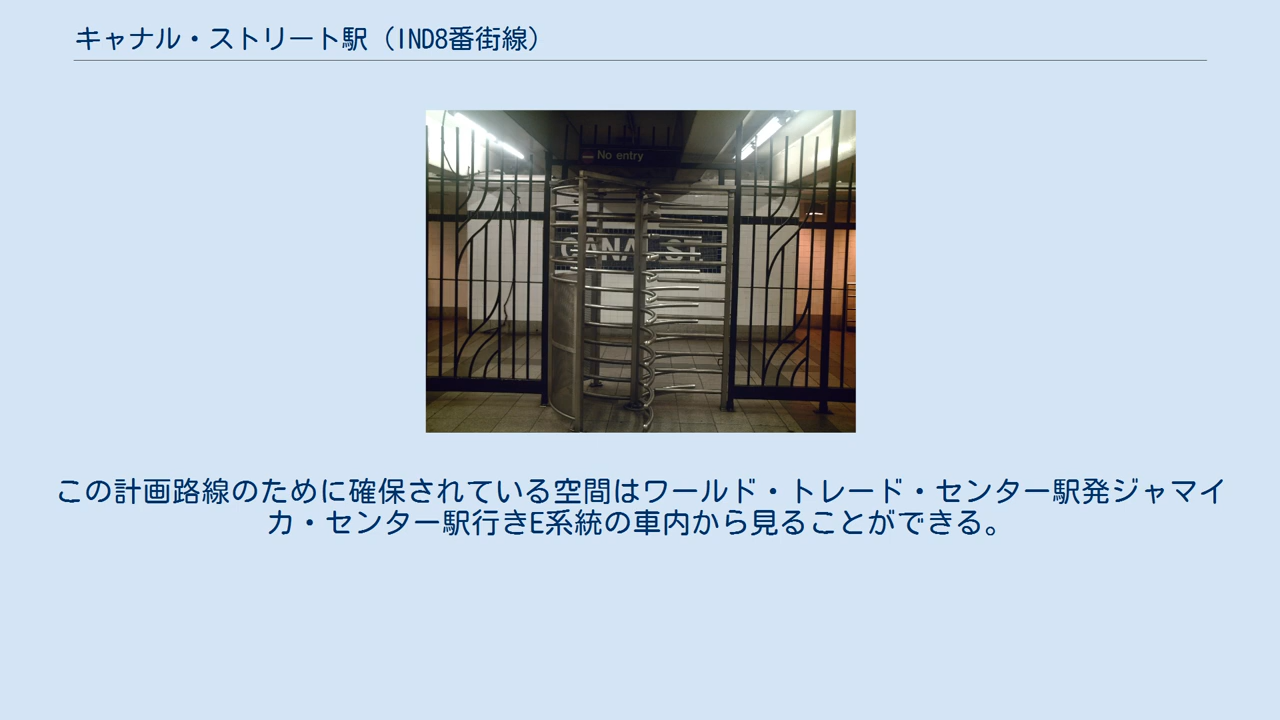 キャナル・ストリート駅（IND8番街線）
No entry
CANAL ST.
この計画路線のために確保されている空間はワールド・トレード・センター駅発ジャマイ
カ・センター駅行きE系統の車内から見ることができる。